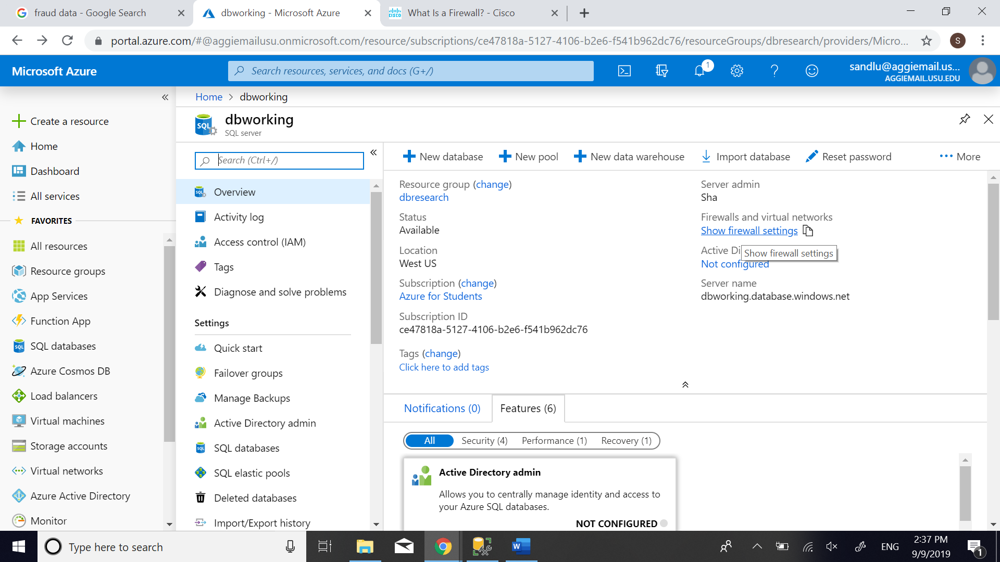 fraud data - Google Search
dbworking - Microsoft Azure
What Is a Firewall? - Cisco
portal.azure.com/#@aggiemailusu.onmicrosoft.com/resource/subscriptions/ce47818a-5127-4106-b2e6-f541b962dc76/resourceGroups/dbresearch/providers/Micro...
S
Microsoft Azure
Search resources, services, and docs (G+/)
1
sandlu@aggiemail.us...
AGGIEMAIL.USU.EDU
Create a resource
Home
Dashboard
All services
FAVORITES
All resources
Resource groups
App Services
Function App
SQL databases
Azure Cosmos DB
Load balancers
Virtual machines
Storage accounts
Virtual networks
Azure Active Directory
Monitor
Home > dbworking
SQL
dbworking
SQL server
Search (Ctrl+/)
Overview
Activity log
Access control (IAM)
Tags
Diagnose and solve problems
Settings
Quick start
Failover groups
Manage Backups
Active Directory admin
SQL databases
SQL elastic pools
Deleted databases
Import/Export history
New database
New pool
New data warehouse
Import database
Reset password
More
Resource group (change)
dbresearch
Status
Available
Location
West US
Subscription (change)
Azure for Students
Subscription ID
ce47818a-5127-4106-b2e6-f541b962dc76
Tags (change)
Click here to add tags
Server admin
Sha
Firewalls and virtual networks
Show firewall settings
Active Di
Show firewall settings
Not configured
Server name
dbworking.database.windows.net
Notifications (0)
Features (6)
All
Security (4)
Performance (1)
Recovery (1)
Active Directory admin
Allows you to centrally manage identity and access to
your Azure SQL databases.
NOT CONFIGURED
Type here to search
W
ENG
2:37 PM
9/9/2019
1